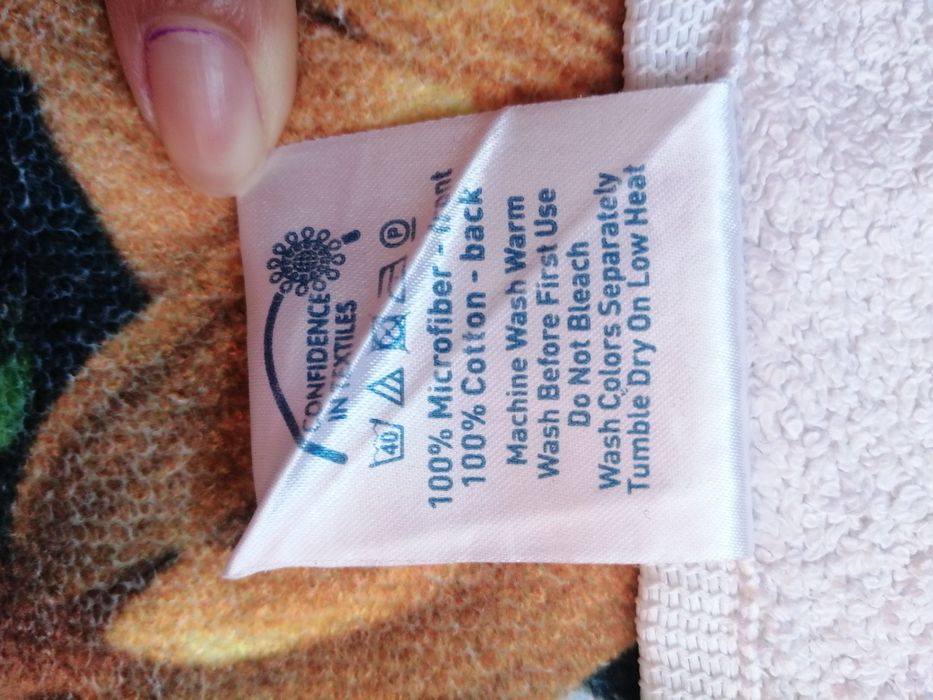 CONFIDENCE
IN TEXTILES
40 P
100% Microfiber - front
100% Cotton - back
Machine Wash Warm
Wash Before First Use
Do Not Bleach
Wash Colors Separately
Tumble Dry On Low Heat